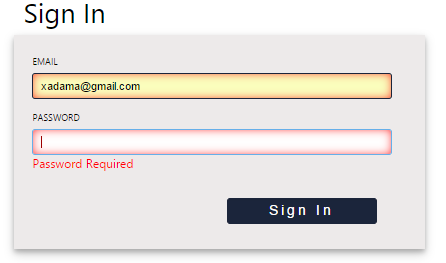 Sign In
EMAIL
xadama@gmail.com
PASSWORD
Password Required
Sign In